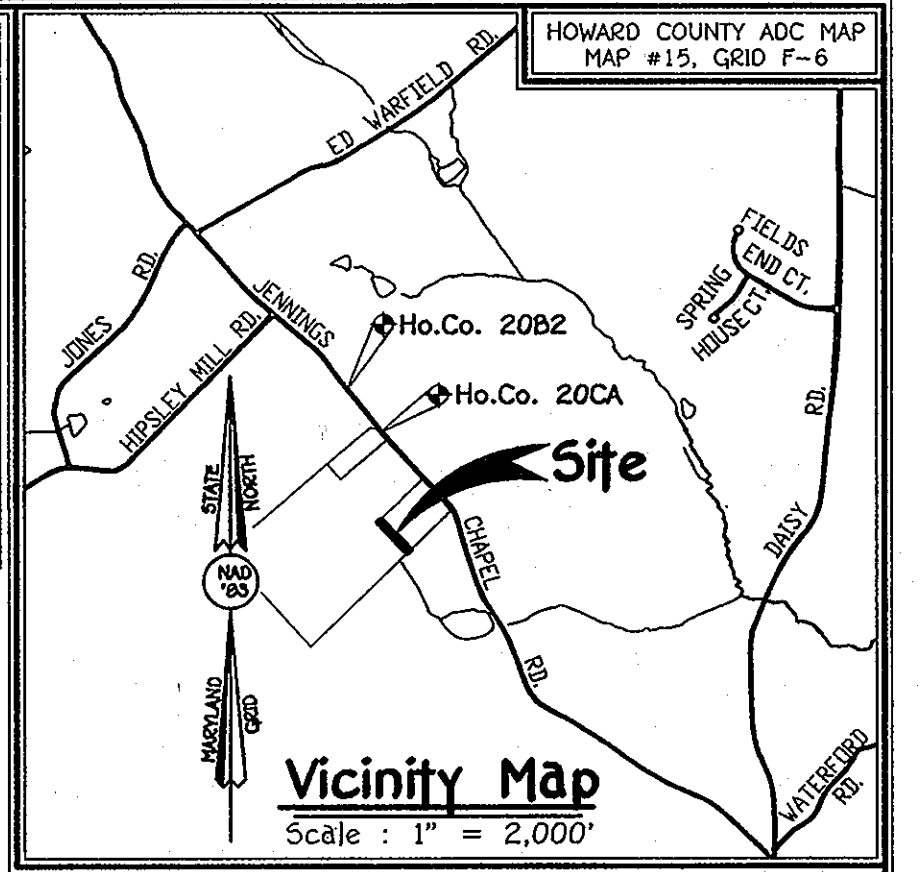 HOWARD COUNTY ADC MAP
MAP #15, GRID F-6
ED WARFIELD RD.
JONES RD.
HIPSLEY MILL RD.
JENNINGS CHAPEL RD.
FIELDS END CT.
SPRING HOUSE CT.
Ho.Co. 20B2
Ho.Co. 20CA
Site
STATE NORTH
NAD
'83
MARYLAND GRID
DAISY RD.
WATERFORD RD.
Vicinity Map
Scale : 1" = 2,000'